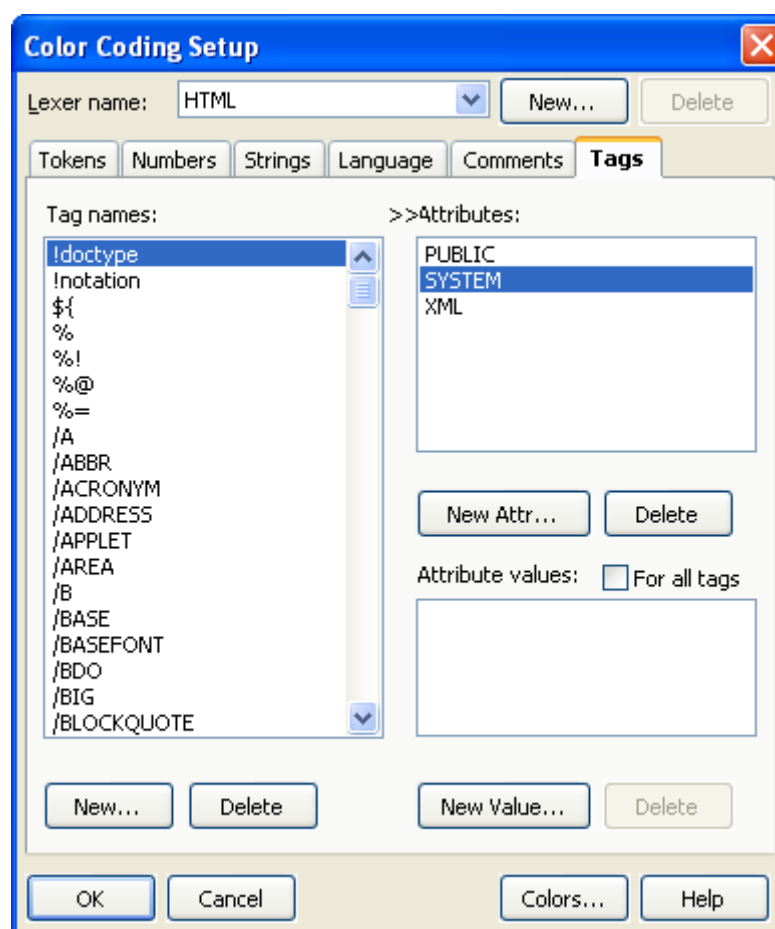 Color Coding Setup
Lexer name: HTML New... Delete
Tokens Numbers Strings Language Comments Tags
Tag names: >>Attributes:
!doctype
!notation
${
%
%!
%@
%=
/A
/ABBR
/ACRONYM
/ADDRESS
/APPLET
/AREA
/B
/BASE
/BASEFONT
/BDO
/BIG
/BLOCKQUOTE
PUBLIC
SYSTEM
XML
New Attr... Delete
Attribute values: For all tags
New... Delete New Value... Delete
OK Cancel Colors... Help